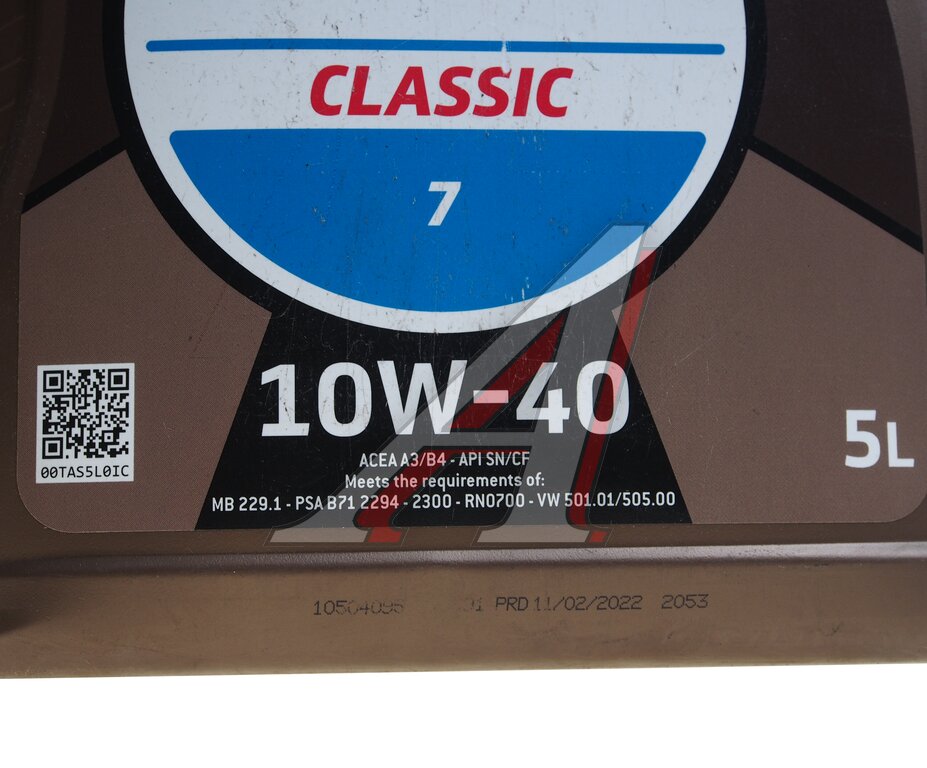 CLASSIC
7
10W-40
ACEA A3/B4 - API SN/CF
Meets the requirements of:
MB 229.1 - PSA B71 2294 - 2300 - RN0700 - VW 501.01/505.00
5L
00TAS5L0IC
PRD 11/02/2022 2053